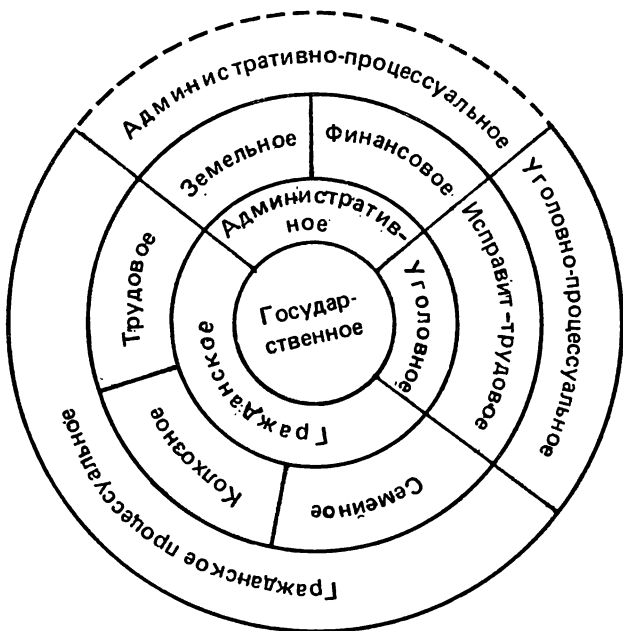 Административно-процессуальное
Земельное
Финансовое
Административ-
ное
Государ-
ственное
Уголовное
Исправит-трудовое
Уголовно-процессуальное
Трудовое
Гражданское
Колхозное
Семейное
Гражданское процессуальное